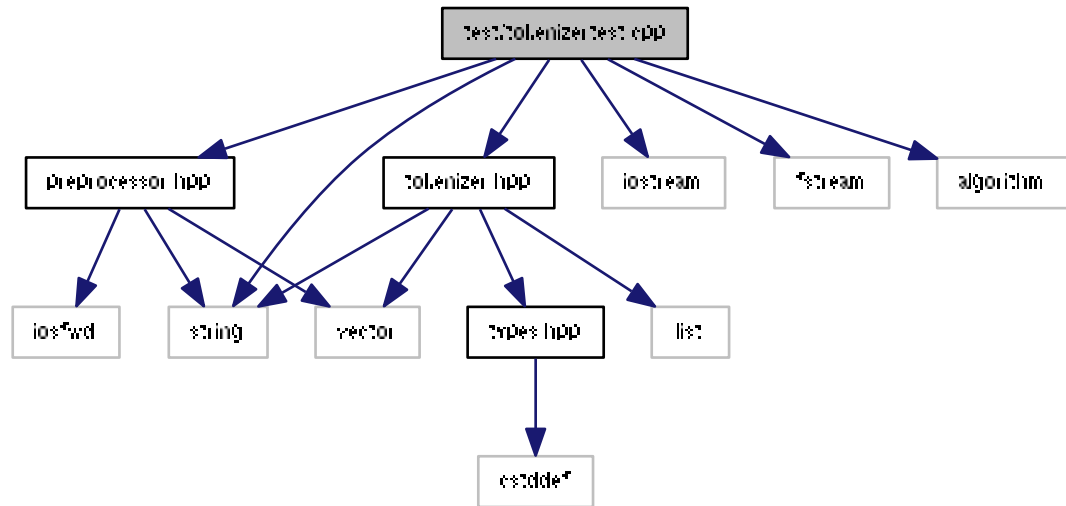 test/tokenizertest.cpp
preprocessor.hpp
tokenizer.hpp
iostream
fstream
algorithm
iosfwd
string
vector
types.hpp
list
cstddef